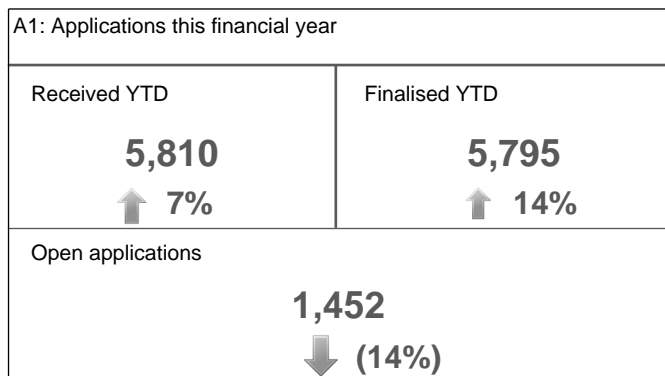 A1: Applications this financial year
Received YTD
5,810
7%
Finalised YTD
5,795
14%
Open applications
1,452
(14%)